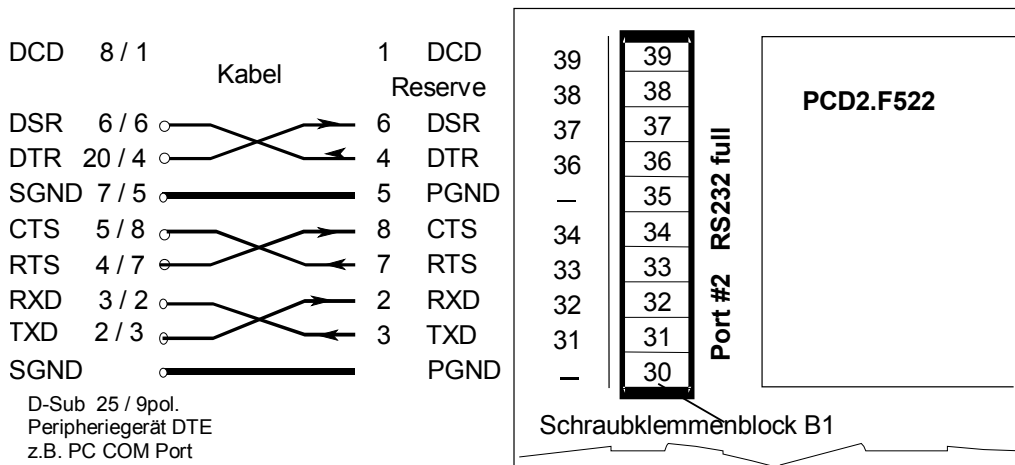 DCD 8 / 1 1 DCD 39 39
Kabel Reserve 38 38 PCD2.F522
DSR 6 / 6 6 DSR 37 37
DTR 20 / 4 4 DTR 36 36
SGND 7 / 5 5 PGND – 35
CTS 5 / 8 8 CTS 34 34
RTS 4 / 7 7 RTS 33 33
RXD 3 / 2 2 RXD 32 32
TXD 2 / 3 3 TXD 31 31
SGND PGND – 30
Port #2 RS232 full
D-Sub 25 / 9pol.
Peripheriegerät DTE
z.B. PC COM Port
Schraubklemmenblock B1